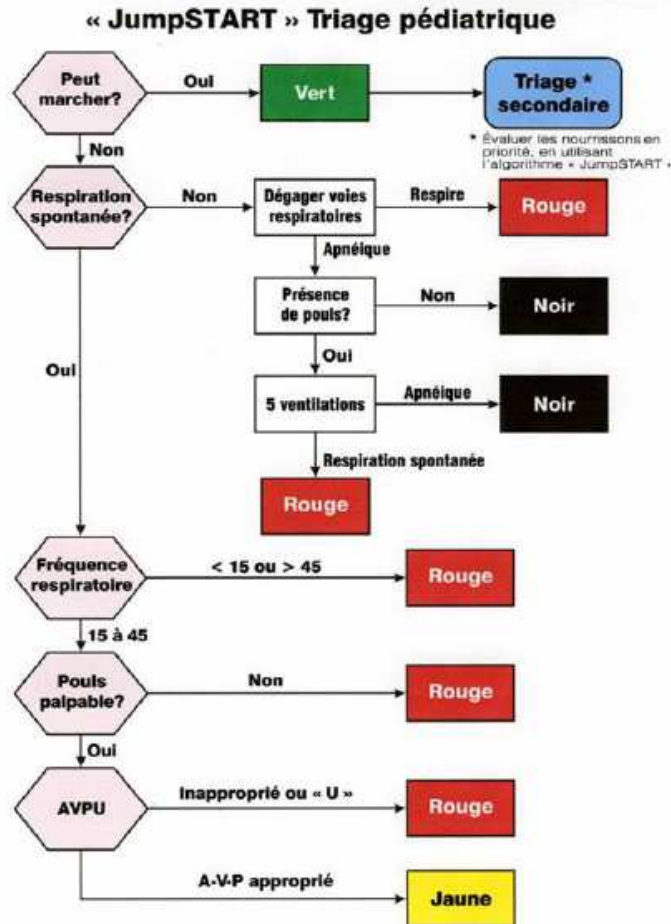 « JumpSTART » Triage pédiatrique
Peut
marcher?
Oui
Vert
Triage *
secondaire
* Évaluer les nourrissons en
priorité, en utilisant
l'algorithme « JumpSTART »
Non
Respiration
spontanée?
Non
Dégager voies
respiratoires
Respire
Rouge
Apnéique
Présence
de pouls?
Non
Noir
Oui
Oui
5 ventilations
Apnéique
Noir
Respiration spontanée
Rouge
Fréquence
respiratoire
< 15 ou > 45
Rouge
15 à 45
Pouls
palpable?
Non
Rouge
Oui
AVPU
Inapproprié ou « U »
Rouge
A-V-P approprié
Jaune